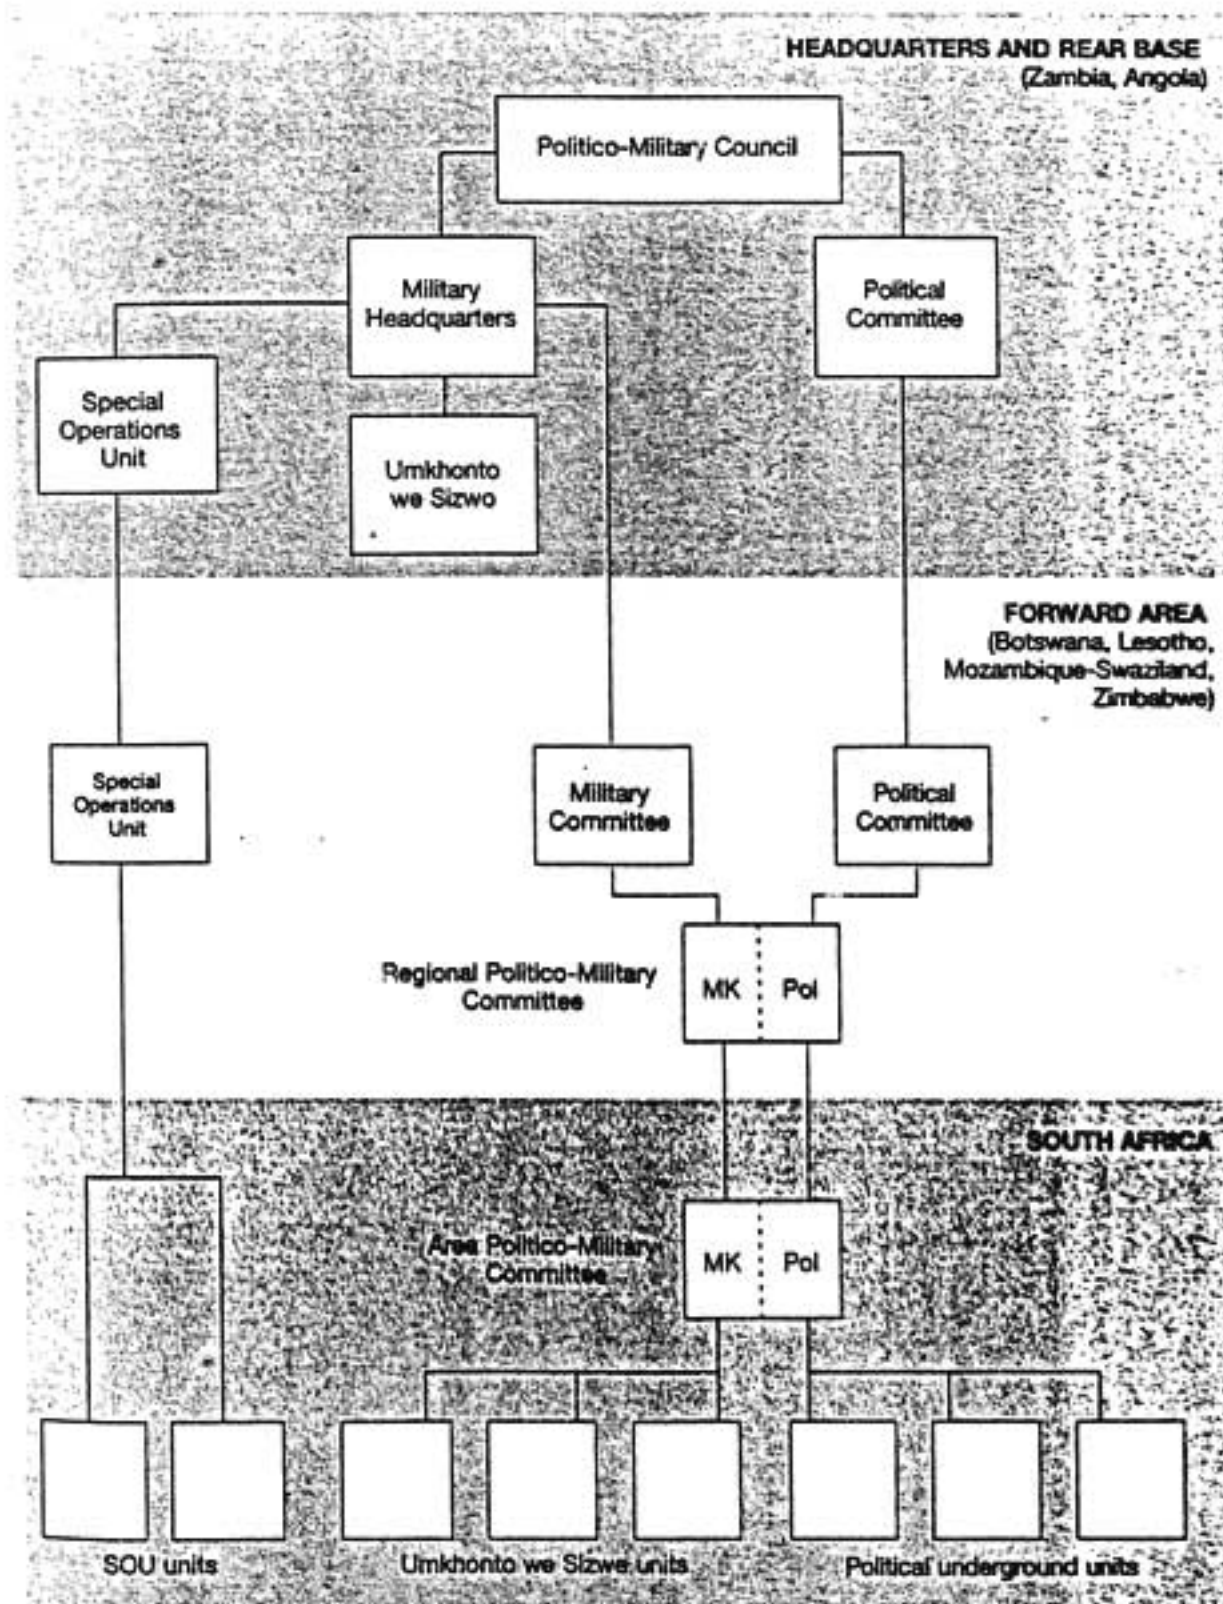 HEADQUARTERS AND REAR BASE
(Zambia, Angola)
Politico-Military Council
Military
Headquarters
Political
Committee
Special
Operations
Unit
Umkhonto
we Sizwo
FORWARD AREA
(Botswana, Lesotho,
Mozambique-Swaziland,
Zimbabwe)
Special
Operations
Unit
Military
Committee
Political
Committee
Regional Politico-Military
Committee
MK
Pol
SOUTH AFRICA
Area Politico-Military
Committee
MK
Pol
SOU units
Umkhonto we Sizwe units
Political underground units